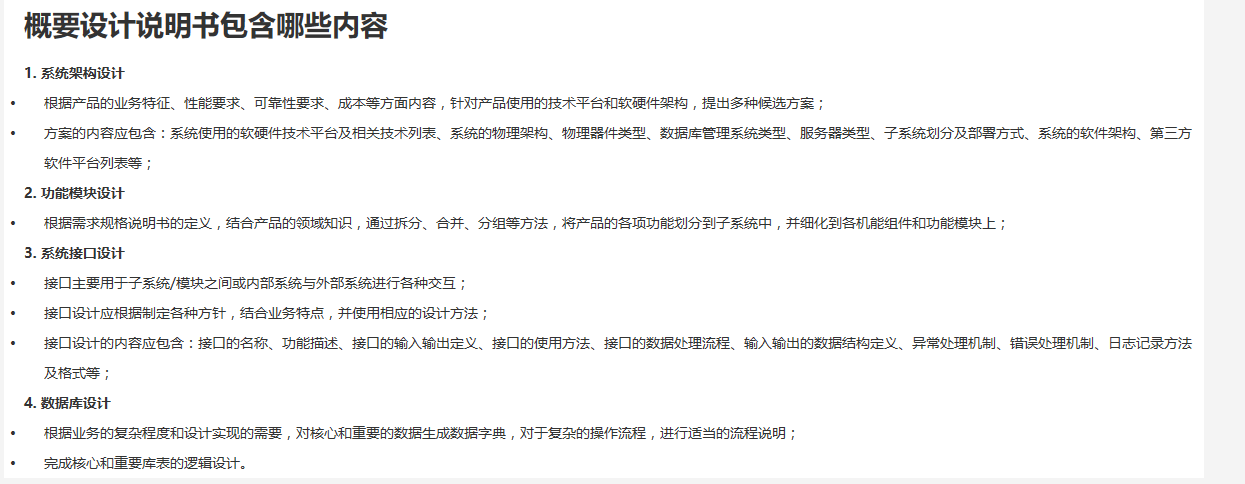 概要设计说明书包含哪些内容
1. 系统架构设计
• 根据产品的业务特征、性能要求、可靠性要求、成本等方面内容，针对产品使用的技术平台和软硬件架构，提出多种候选方案；
• 方案的内容应包含：系统使用的软硬件技术平台及相关技术列表、系统的物理架构、物理器件类型、数据库管理系统类型、服务器类型、子系统划分及部署方式、系统的软件架构、第三方
软件平台列表等；
2. 功能模块设计
• 根据需求规格说明书的定义，结合产品的领域知识，通过拆分、合并、分组等方法，将产品的各项功能划分到子系统中，并细化到各机能组件和功能模块上；
3. 系统接口设计
• 接口主要用于子系统/模块之间或内部系统与外部系统进行各种交互；
• 接口设计应根据制定各种方针，结合业务特点，并使用相应的设计方法；
• 接口设计的内容应包含：接口的名称、功能描述、接口的输入输出定义、接口的使用方法、接口的数据处理流程、输入输出的数据结构定义、异常处理机制、错误处理机制、日志记录方法
及格式等；
4. 数据库设计
• 根据业务的复杂程度和设计实现的需要，对核心和重要的数据生成数据字典，对于复杂的操作流程，进行适当的流程说明；
• 完成核心和重要库表的逻辑设计。